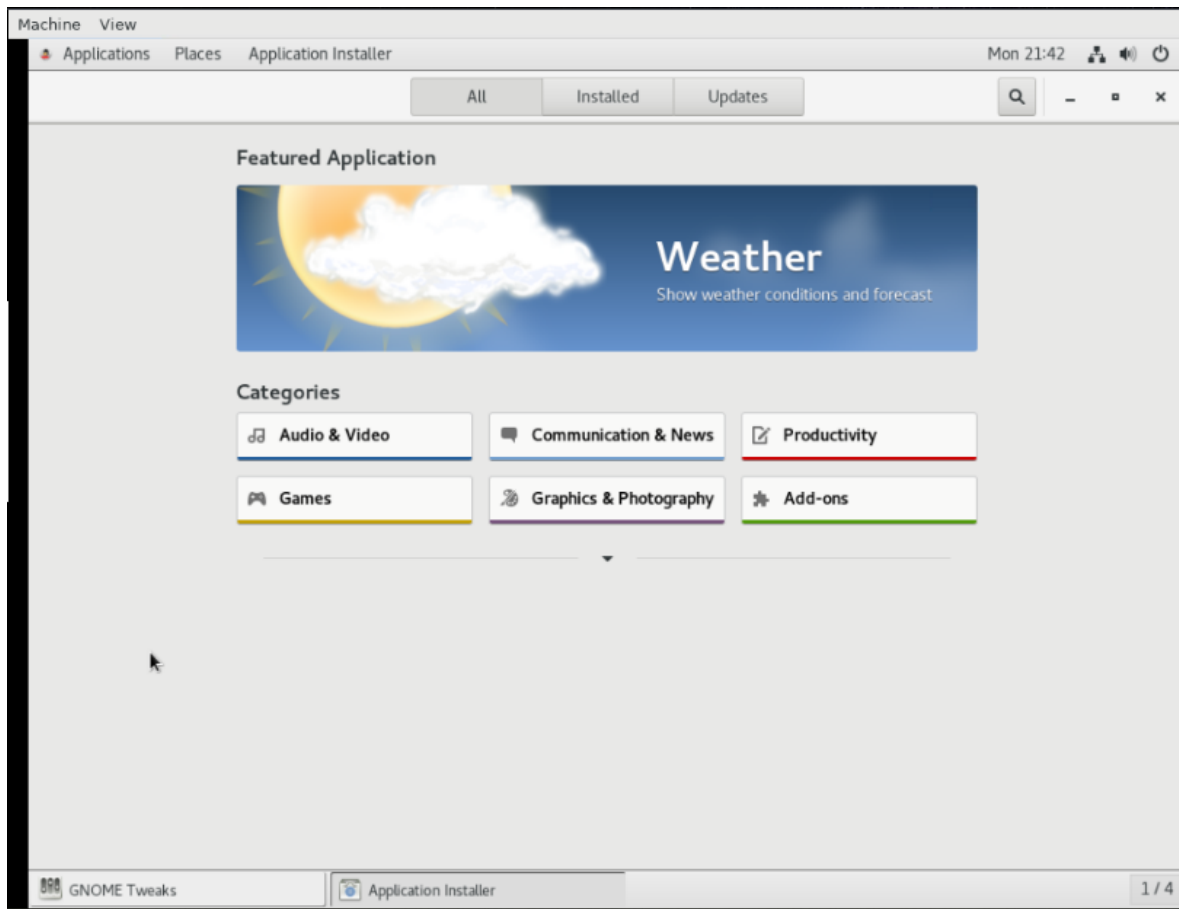 Machine View
Applications Places Application Installer Mon 21:42
All Installed Updates
Featured Application
Weather
Show weather conditions and forecast
Categories
Audio & Video Communication & News Productivity
Games Graphics & Photography Add-ons
GNOME Tweaks Application Installer 1 / 4